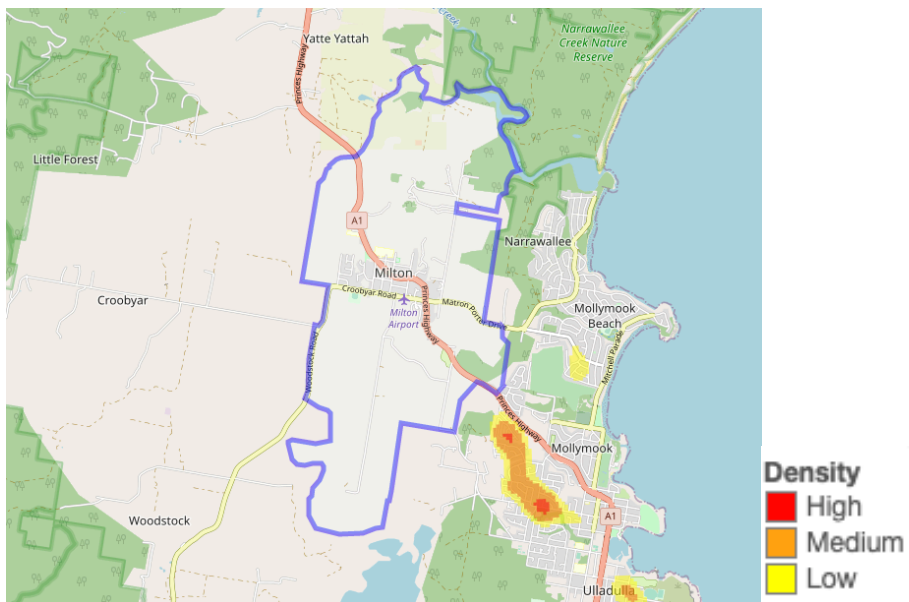 Yatte Yattah
Princes Highway
Creek
Narrawallee
Creek Nature
Reserve
Little Forest
A1
Narrawallee
Milton
Croobyar
Croobyar Road
Matron Porter Drive
Milton
Airport
Princes Highway
Mollymook
Beach
Mitchell Parade
Woodstock Road
Princes Highway
Mollymook
Woodstock
A1
Ulladulla
Density
High
Medium
Low